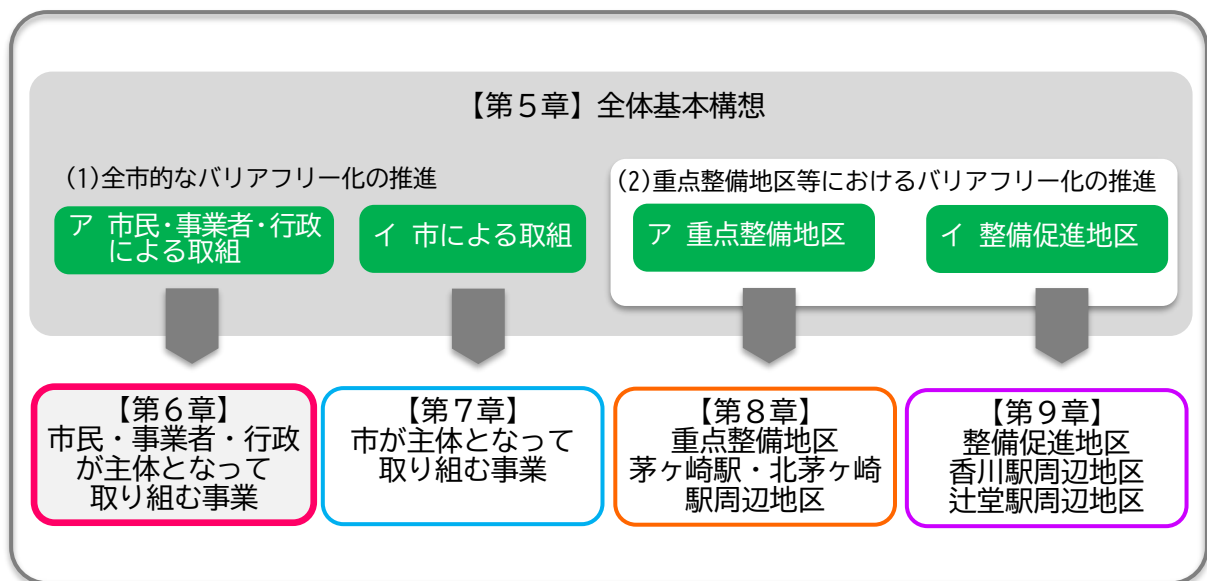 【第５章】全体基本構想
(1)全市的なバリアフリー化の推進
ア 市民・事業者・行政
による取組
イ 市による取組
(2)重点整備地区等におけるバリアフリー化の推進
ア 重点整備地区
イ 整備促進地区
【第６章】
市民・事業者・行政
が主体となって
取り組む事業
【第７章】
市が主体となって
取り組む事業
【第８章】
重点整備地区
茅ヶ崎駅・北茅ヶ崎
駅周辺地区
【第９章】
整備促進地区
香川駅周辺地区
辻堂駅周辺地区